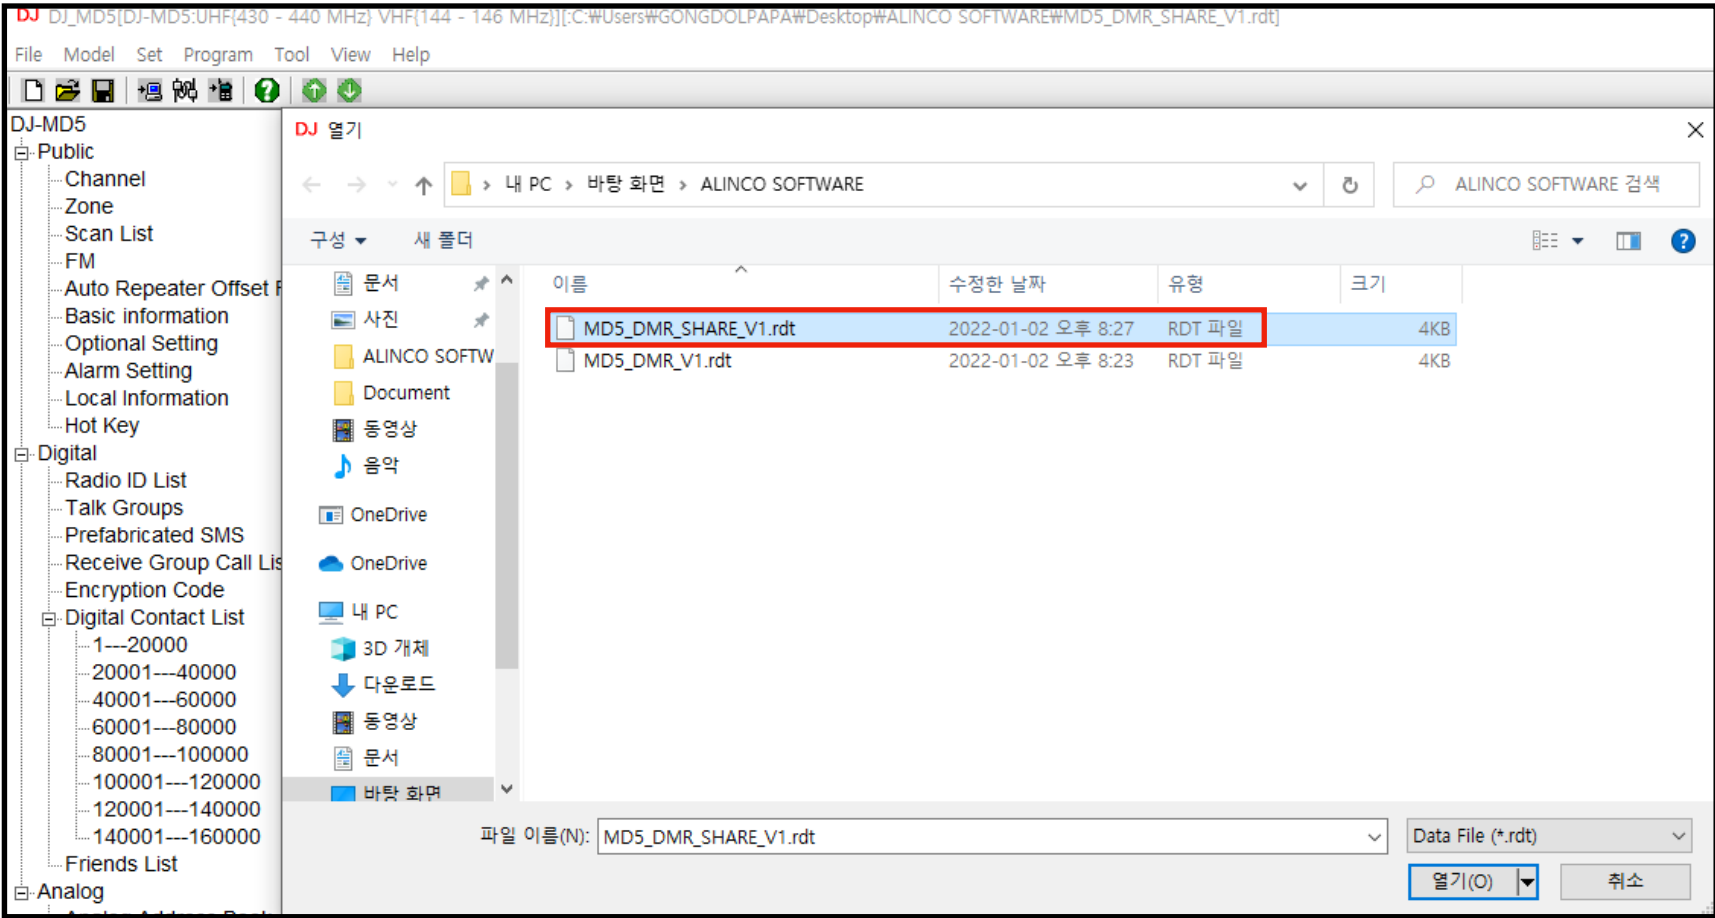 DJ DJ_MD5[DJ-MD5:UHF{430 - 440 MHz} VHF{144 - 146 MHz}][:C:₩Users₩GONGDOLPAPA₩Desktop₩ALINCO SOFTWARE₩MD5_DMR_SHARE_V1.rdt]
File Model Set Program Tool View Help
DJ-MD5
Public
Channel
Zone
Scan List
FM
Auto Repeater Offset F
Basic information
Optional Setting
Alarm Setting
Local Information
Hot Key
Digital
Radio ID List
Talk Groups
Prefabricated SMS
Receive Group Call Lis
Encryption Code
Digital Contact List
1---20000
20001---40000
40001---60000
60001---80000
80001---100000
100001---120000
120001---140000
140001---160000
Friends List
Analog
Analog Address Book
DJ 열기
내 PC › 바탕 화면 › ALINCO SOFTWARE
ALINCO SOFTWARE 검색
구성 새 폴더
문서
사진
ALINCO SOFTW
Document
동영상
음악
OneDrive
OneDrive
내 PC
3D 개체
다운로드
동영상
문서
바탕 화면
이름 수정한 날짜 유형 크기
MD5_DMR_SHARE_V1.rdt 2022-01-02 오후 8:27 RDT 파일 4KB
MD5_DMR_V1.rdt 2022-01-02 오후 8:23 RDT 파일 4KB
파일 이름(N): MD5_DMR_SHARE_V1.rdt Data File (*.rdt)
열기(O) 취소